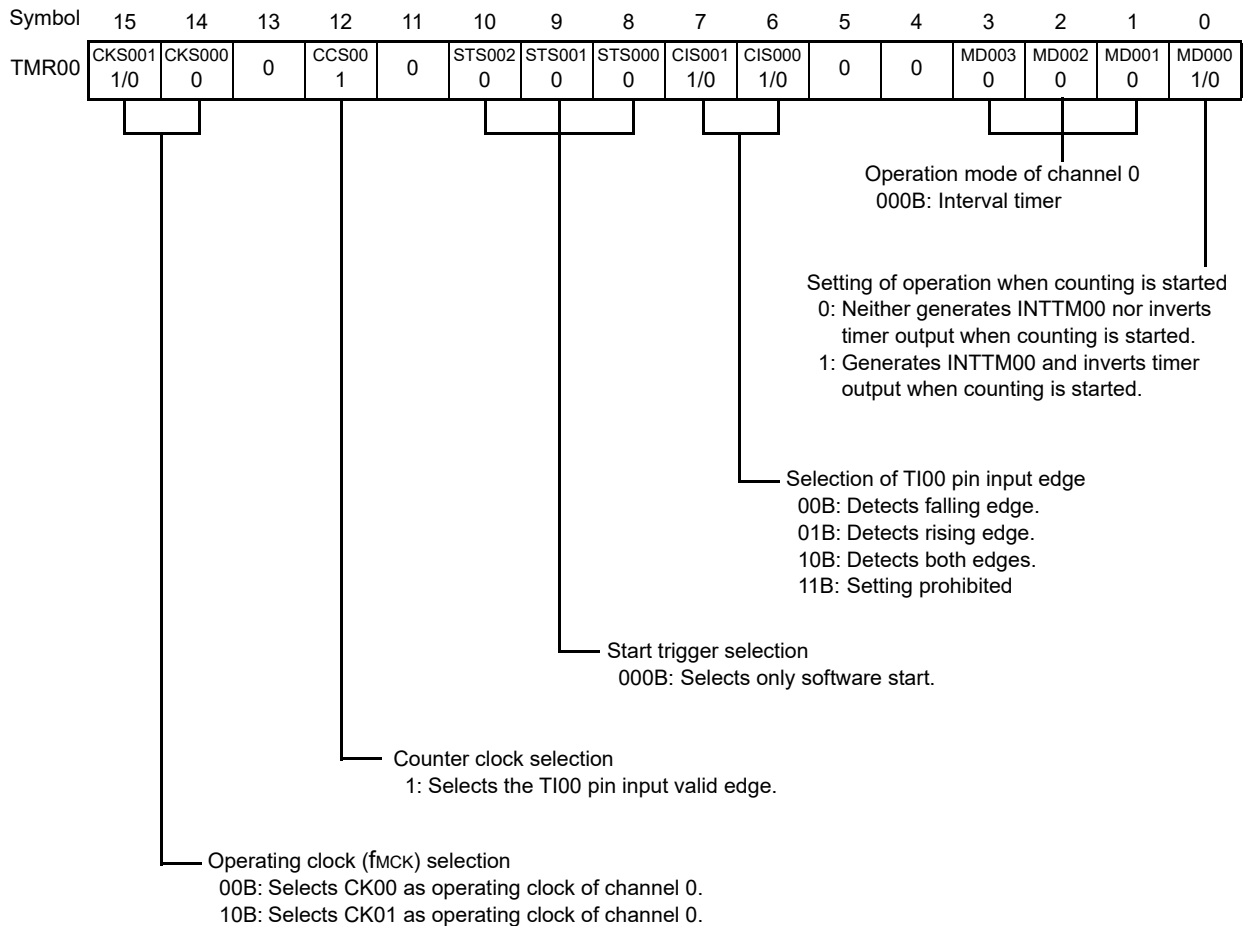 Symbol 15 14 13 12 11 10 9 8 7 6 5 4 3 2 1 0
TMR00 CKS001 CKS000 0 CCS00 0 STS002 STS001 STS000 CIS001 CIS000 0 0 MD003 MD002 MD001 MD000
1/0 0 1 0 0 0 1/0 1/0 0 0 0 1/0
Operation mode of channel 0
000B: Interval timer
Setting of operation when counting is started
0: Neither generates INTTM00 nor inverts
timer output when counting is started.
1: Generates INTTM00 and inverts timer
output when counting is started.
Selection of TI00 pin input edge
00B: Detects falling edge.
01B: Detects rising edge.
10B: Detects both edges.
11B: Setting prohibited
Start trigger selection
000B: Selects only software start.
Counter clock selection
1: Selects the TI00 pin input valid edge.
Operating clock (fMCK) selection
00B: Selects CK00 as operating clock of channel 0.
10B: Selects CK01 as operating clock of channel 0.